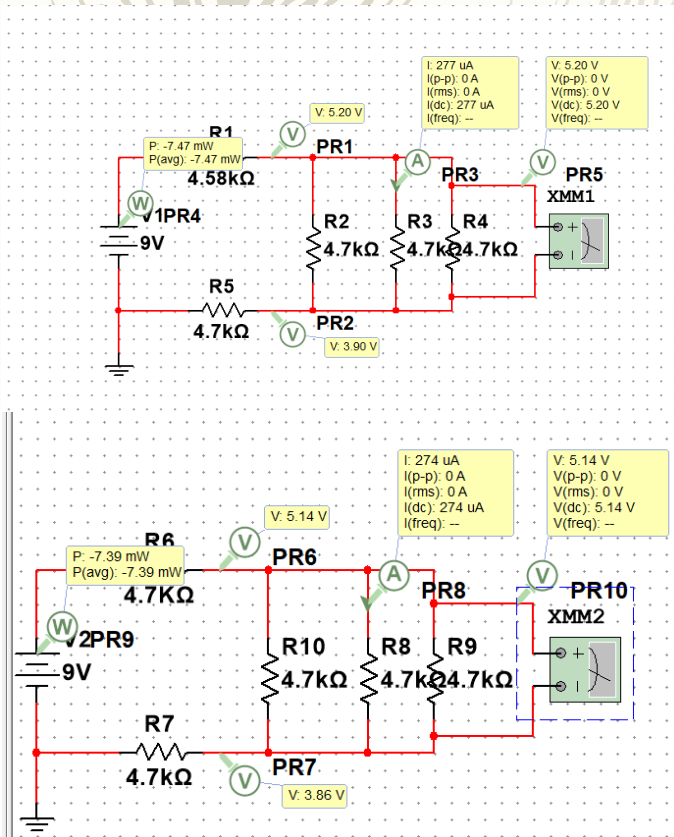 I: 277 uA
I(p-p): 0 A
I(rms): 0 A
I(dc): 277 uA
I(freq): --
V: 5.20 V
V(p-p): 0 V
V(rms): 0 V
V(dc): 5.20 V
V(freq): --
V: 5.20 V
V
R1
PR1
P: -7.47 mW
P(avg): -7.47 mW
A
V
4.58kΩ
PR3
PR5
XMM1
W
V1
PR4
9V
R2
4.7kΩ
R3
4.7kΩ
R4
4.7kΩ
+
R5
4.7kΩ
V
PR2
V: 3.90 V
I: 274 uA
I(p-p): 0 A
I(rms): 0 A
I(dc): 274 uA
I(freq): --
V: 5.14 V
V(p-p): 0 V
V(rms): 0 V
V(dc): 5.14 V
V(freq): --
V: 5.14 V
V
R6
PR6
P: -7.39 mW
P(avg): -7.39 mW
A
V
4.7KΩ
PR8
PR10
XMM2
W
V2
PR9
9V
R10
4.7kΩ
R8
4.7kΩ
R9
4.7kΩ
+
R7
4.7kΩ
V
PR7
V: 3.86 V